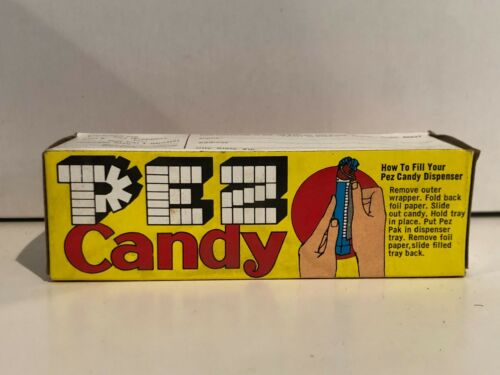 PEZ
Candy
How To Fill Your
Pez Candy Dispenser
Remove outer
wrapper. Fold back
foil paper. Slide
out candy. Hold tray
in place. Put Pez
Pak in dispenser
tray. Remove foil
paper,slide filled
tray back.